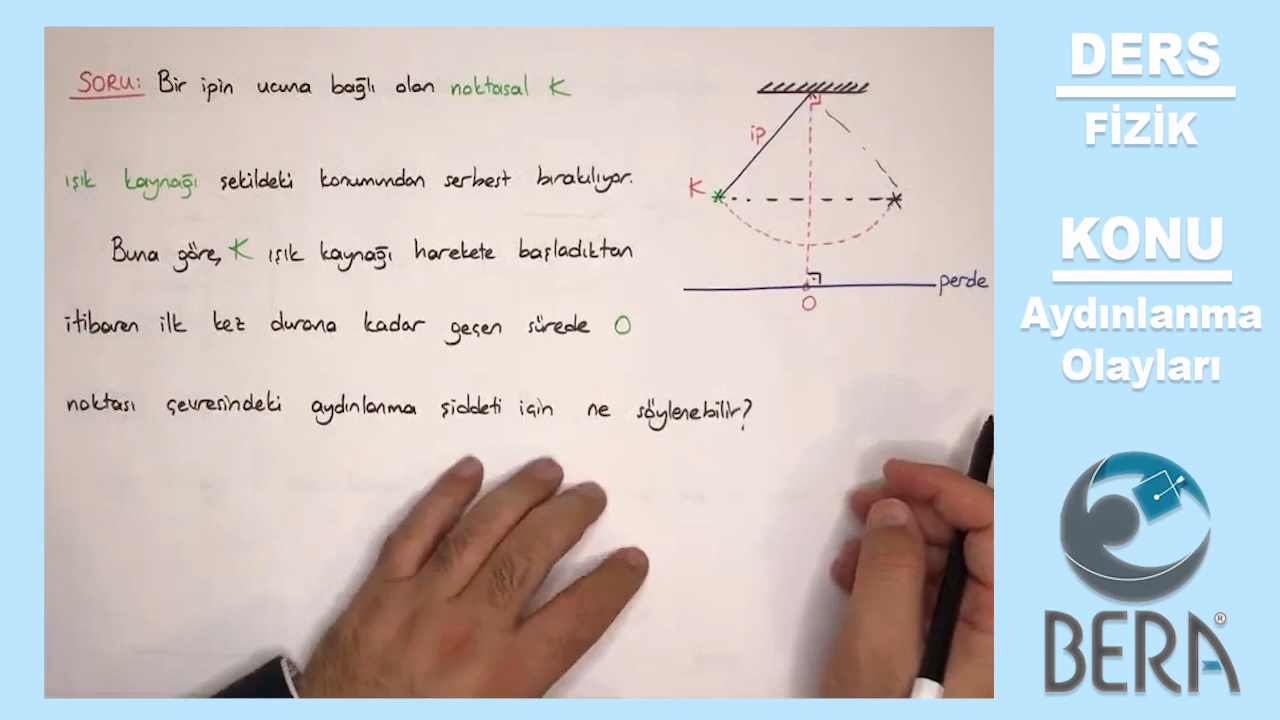 SORU: Bir ipin ucuna bağlı olan noktasal K
ışık kaynağı şekildeki konumundan serbest bırakılıyor.
Buna göre, K ışık kaynağı harekete başladıktan
itibaren ilk kez durana kadar geçen sürede O
noktası çevresindeki aydınlanma şiddeti için ne söylenebilir?
ip
K
perde
O
DERS
FİZİK
KONU
Aydınlanma
Olayları
BERA®